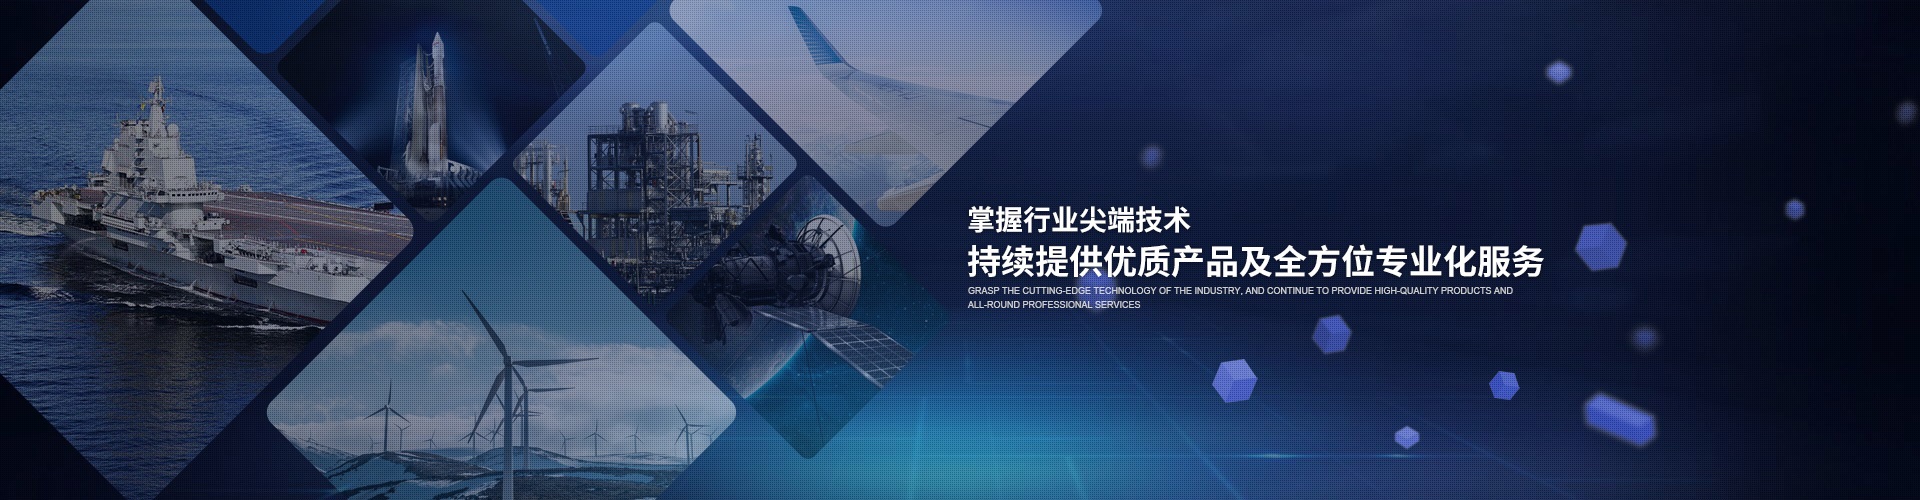 掌握行业尖端技术
持续提供优质产品及全方位专业化服务
GRASP THE CUTTING-EDGE TECHNOLOGY OF THE INDUSTRY, AND CONTINUE TO PROVIDE HIGH-QUALITY PRODUCTS AND
ALL-ROUND PROFESSIONAL SERVICES